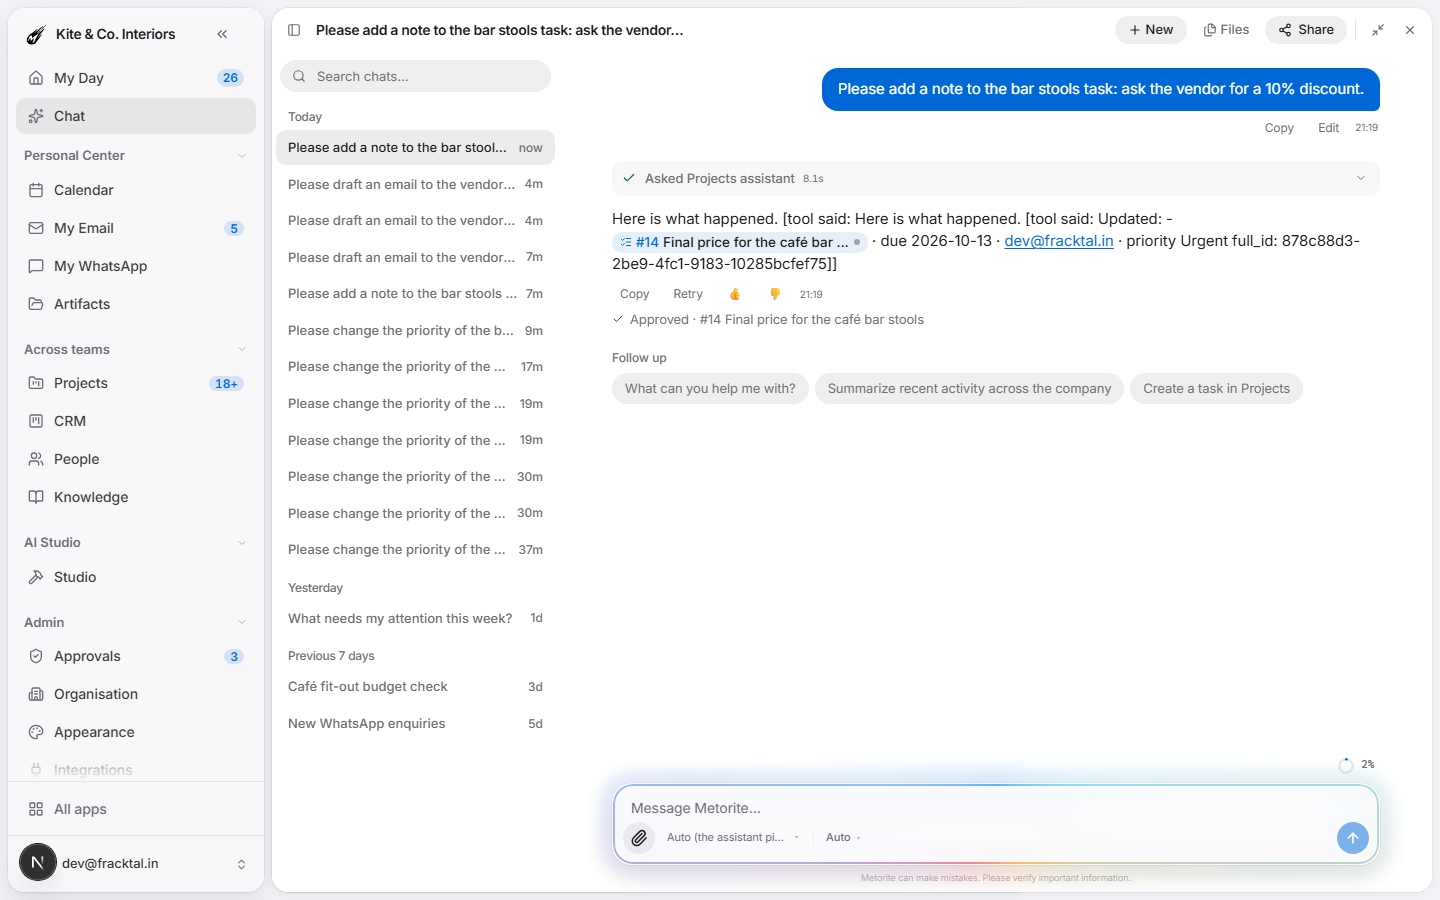 Kite & Co. Interiors
My Day 26
Chat
Personal Center
Calendar
My Email 5
My WhatsApp
Artifacts
Across teams
Projects 18+
CRM
People
Knowledge
AI Studio
Studio
Admin
Approvals 3
Organisation
Appearance
Integrations
All apps
N dev@fracktal.in
Please add a note to the bar stools task: ask the vendor...
New
Files
Share
Search chats...
Today
Please add a note to the bar stool... now
Please draft an email to the vendor... 4m
Please draft an email to the vendor... 4m
Please draft an email to the vendor... 7m
Please add a note to the bar stools ... 7m
Please change the priority of the b... 9m
Please change the priority of the ... 17m
Please change the priority of the ... 19m
Please change the priority of the ... 19m
Please change the priority of the ... 30m
Please change the priority of the ... 30m
Please change the priority of the ... 37m
Yesterday
What needs my attention this week? 1d
Previous 7 days
Café fit-out budget check 3d
New WhatsApp enquiries 5d
Please add a note to the bar stools task: ask the vendor for a 10% discount.
Copy Edit 21:19
Asked Projects assistant 8.1s
Here is what happened. [tool said: Here is what happened. [tool said: Updated: -
#14 Final price for the café bar ... · due 2026-10-13 · dev@fracktal.in · priority Urgent full_id: 878c88d3-
2be9-4fc1-9183-10285bcfef75]]
Copy Retry 21:19
Approved · #14 Final price for the café bar stools
Follow up
What can you help me with? Summarize recent activity across the company Create a task in Projects
2%
Message Metorite...
Auto (the assistant pi... Auto
Metorite can make mistakes. Please verify important information.